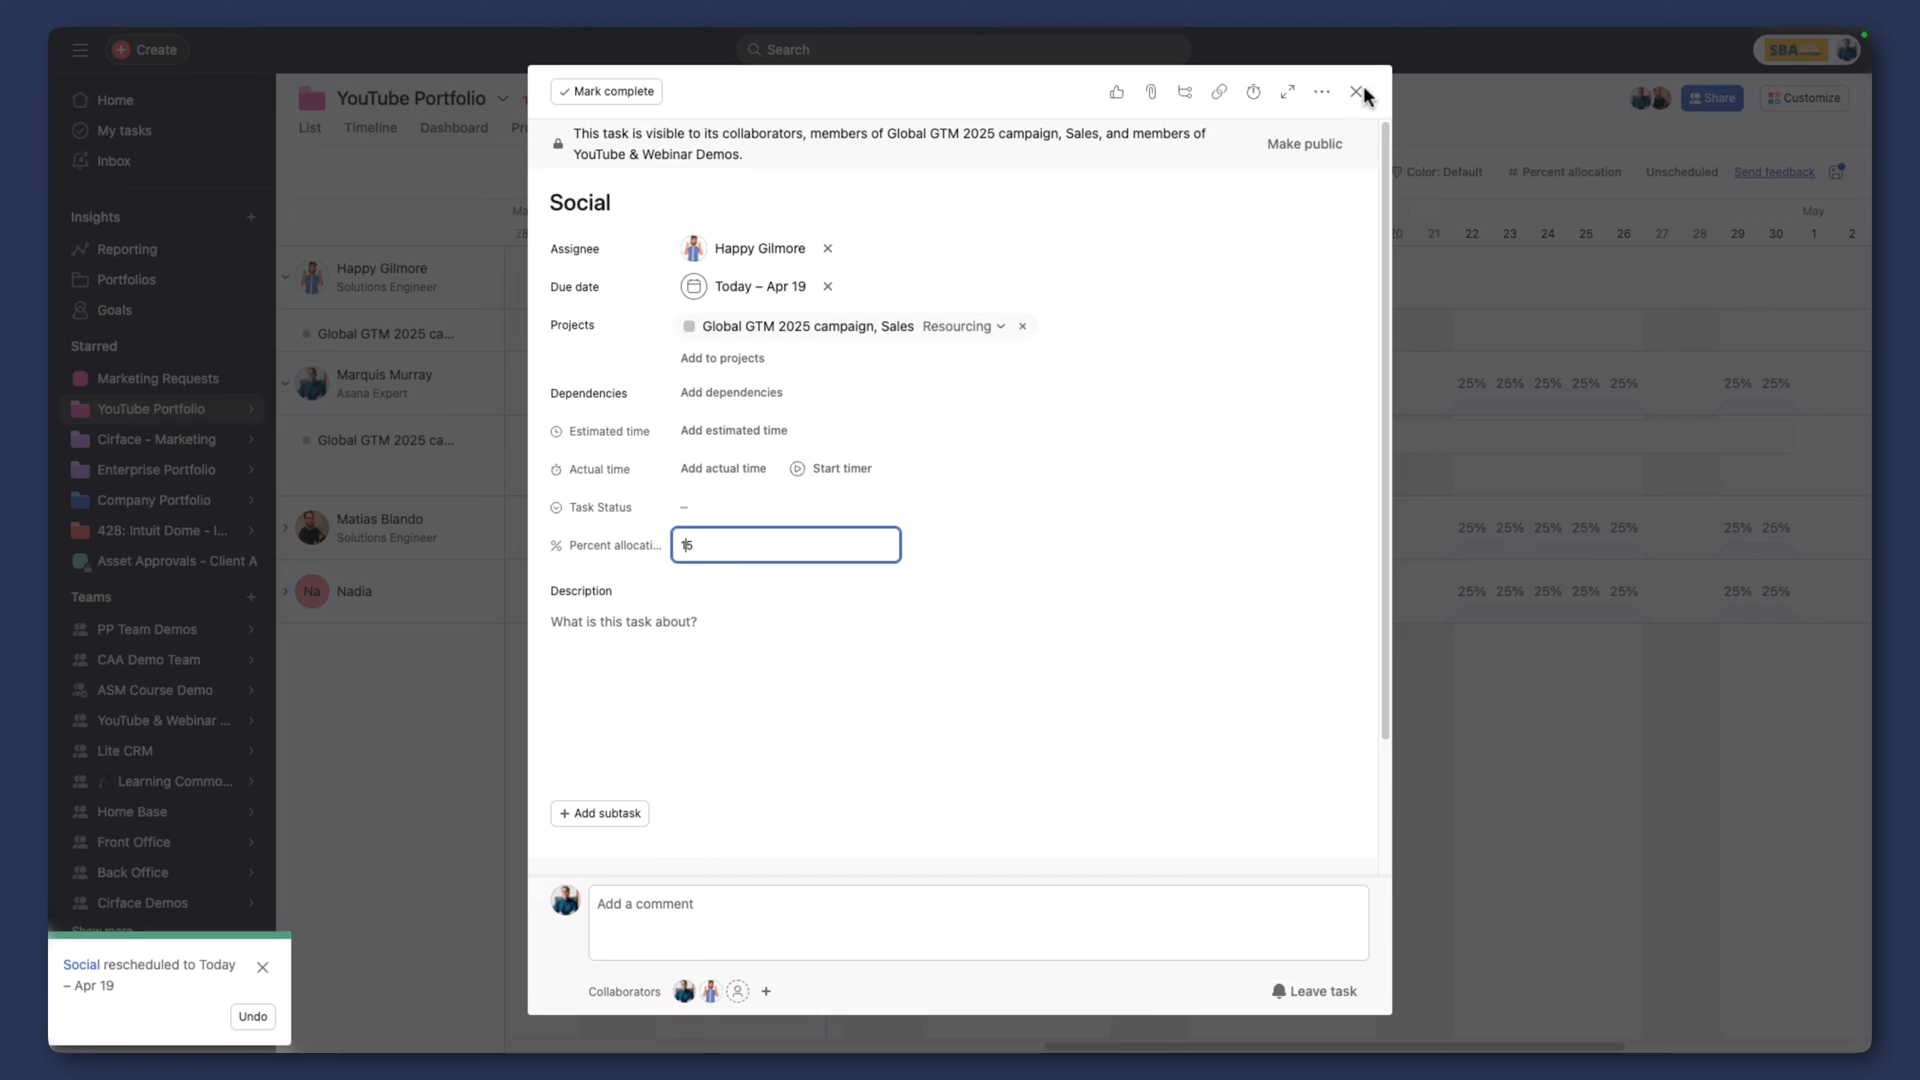 Create
Search
SBA
Home
My tasks
Inbox
Insights
Reporting
Portfolios
Goals
Starred
Marketing Requests
YouTube Portfolio
Cirface - Marketing
Enterprise Portfolio
Company Portfolio
428: Intuit Dome - I...
Asset Approvals - Client A
Teams
PP Team Demos
CAA Demo Team
ASM Course Demo
YouTube & Webinar ...
Lite CRM
Learning Commo...
Home Base
Front Office
Back Office
Cirface Demos
Show more
Social rescheduled to Today
– Apr 19
Undo
YouTube Portfolio
List Timeline Dashboard
Share Customize
Color: Default Percent allocation Unscheduled Send feedback
May
28 20 21 22 23 24 25 26 27 28 29 30 1 2
Happy Gilmore
Solutions Engineer
Global GTM 2025 ca...
Marquis Murray
Asana Expert
25% 25% 25% 25% 25% 25% 25%
Global GTM 2025 ca...
Matias Blando
Solutions Engineer
25% 25% 25% 25% 25% 25% 25%
Na Nadia
25% 25% 25% 25% 25% 25% 25%
Mark complete
This task is visible to its collaborators, members of Global GTM 2025 campaign, Sales, and members of
YouTube & Webinar Demos.
Make public
Social
Assignee Happy Gilmore
Due date Today – Apr 19
Projects Global GTM 2025 campaign, Sales Resourcing
Add to projects
Dependencies Add dependencies
Estimated time Add estimated time
Actual time Add actual time Start timer
Task Status –
Percent allocati... 15
Description
What is this task about?
+ Add subtask
Add a comment
Collaborators
Leave task